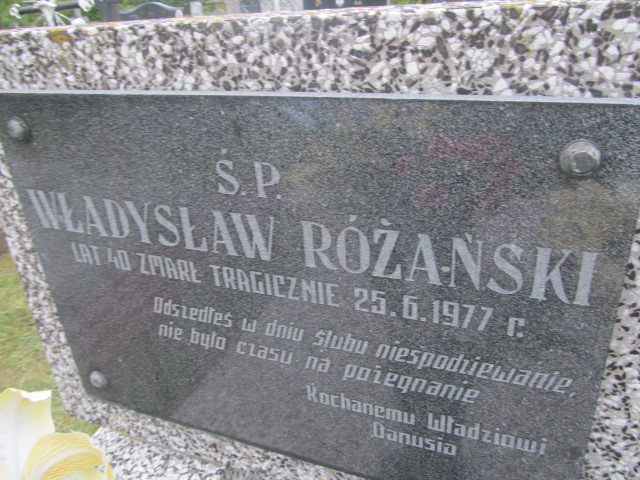 Ś.P.
WŁADYSŁAW RÓŻAŃSKI
LAT 40 ZMARŁ TRAGICZNIE 25.6.1977 r.
Odszedłeś w dniu ślubu niespodziewanie,
nie było czasu na pożegnanie
Kochanemu Władziowi
Danusia